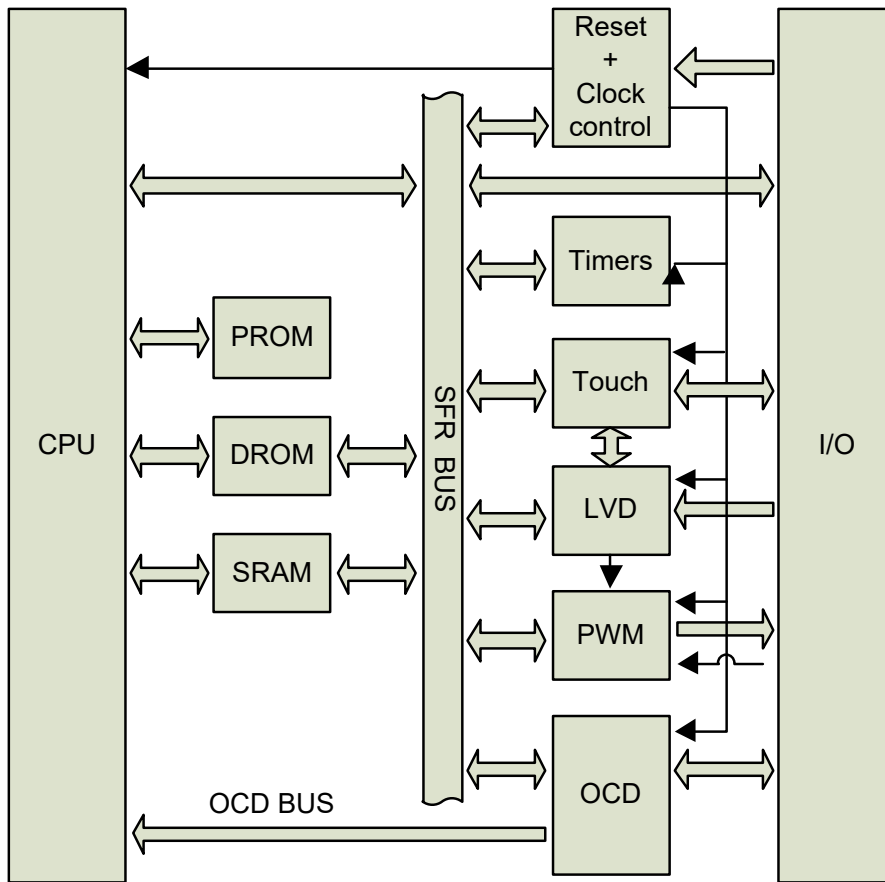 Reset
+
Clock
control
Timers
PROM
Touch
CPU
DROM
SFR BUS
I/O
LVD
SRAM
PWM
OCD BUS
OCD